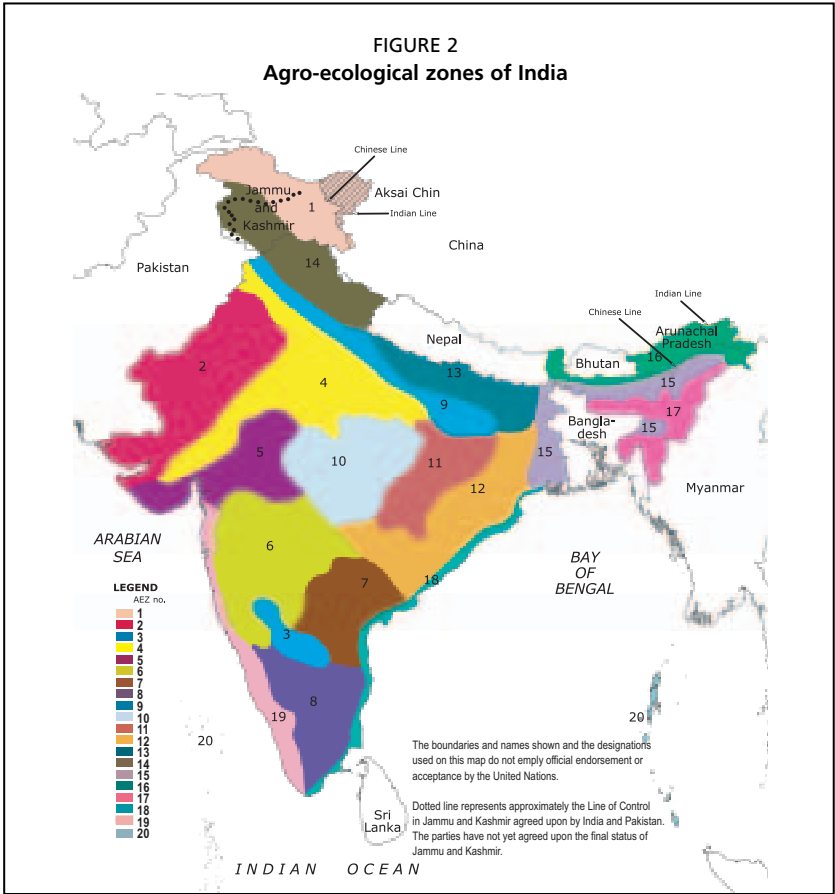 FIGURE 2
Agro-ecological zones of India
Chinese Line
Aksai Chin
Jammu
and
Kashmir
1
Indian Line
China
14
Pakistan
Indian Line
Chinese Line
Arunachal
Pradesh
Nepal
Bhutan
16
2
13
15
4
9
17
Bangla-
desh
15
5
10
11
15
12
Myanmar
ARABIAN
SEA
6
BAY
OF
BENGAL
7
18
3
8
19
20
20
LEGEND
AEZ no.
1
2
3
4
5
6
7
8
9
10
11
12
13
14
15
16
17
18
19
20
The boundaries and names shown and the designations
used on this map do not emply official endorsement or
acceptance by the United Nations.
Dotted line represents approximately the Line of Control
in Jammu and Kashmir agreed upon by India and Pakistan.
The parties have not yet agreed upon the final status of
Jammu and Kashmir.
Sri
Lanka
INDIAN OCEAN